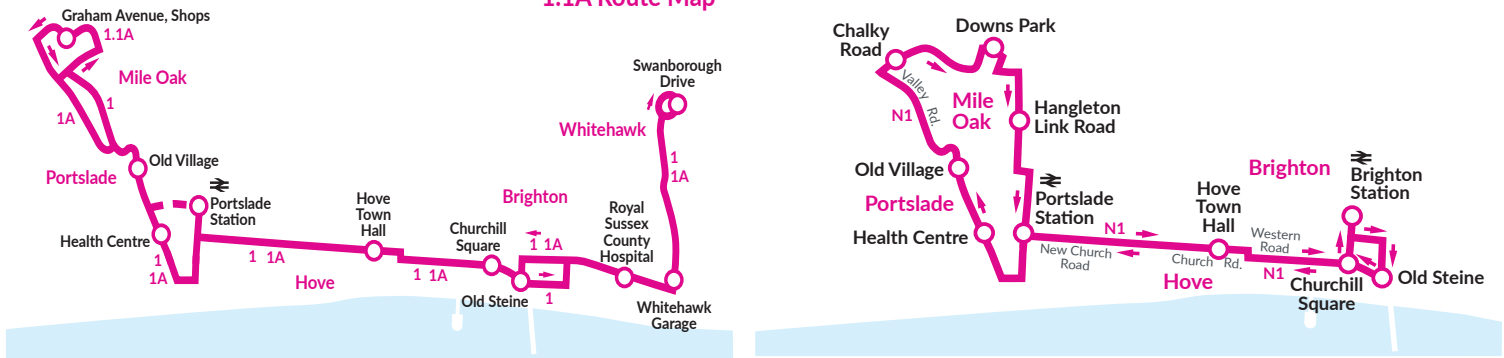 1.1A Route Map
Graham Avenue, Shops
1.1A
Mile Oak
1
1A
Old Village
Portslade
Portslade
Station
Health Centre
1
1A
1 1A
Hove
Town
Hall
Hove
1 1A
Churchill
Square
Old Steine
Brighton
1 1A
1
Royal
Sussex
County
Hospital
Whitehawk
Garage
1
1A
Whitehawk
Swanborough
Drive
Chalky
Road
Downs Park
Valley Rd.
N1
Mile
Oak
Hangleton
Link Road
Old Village
Portslade
Health Centre
Portslade
Station
N1
New Church
Road
Hove
Town
Hall
Church Rd.
Hove
Western
Road
N1
Brighton
Brighton
Station
Churchill
Square
Old Steine